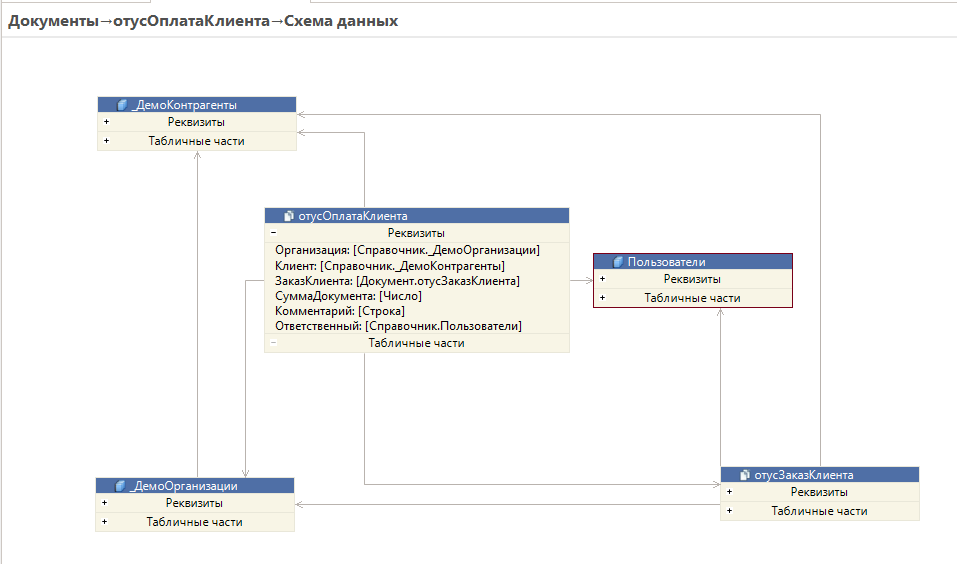 Документы→отусОплатаКлиента→Схема данных
_ДемоКонтрагенты
+ Реквизиты
+ Табличные части
отусОплатаКлиента
− Реквизиты
Организация: [Справочник._ДемоОрганизации]
Клиент: [Справочник._ДемоКонтрагенты]
ЗаказКлиента: [Документ.отусЗаказКлиента]
СуммаДокумента: [Число]
Комментарий: [Строка]
Ответственный: [Справочник.Пользователи]
− Табличные части
Пользователи
+ Реквизиты
+ Табличные части
_ДемоОрганизации
+ Реквизиты
+ Табличные части
отусЗаказКлиента
+ Реквизиты
+ Табличные части